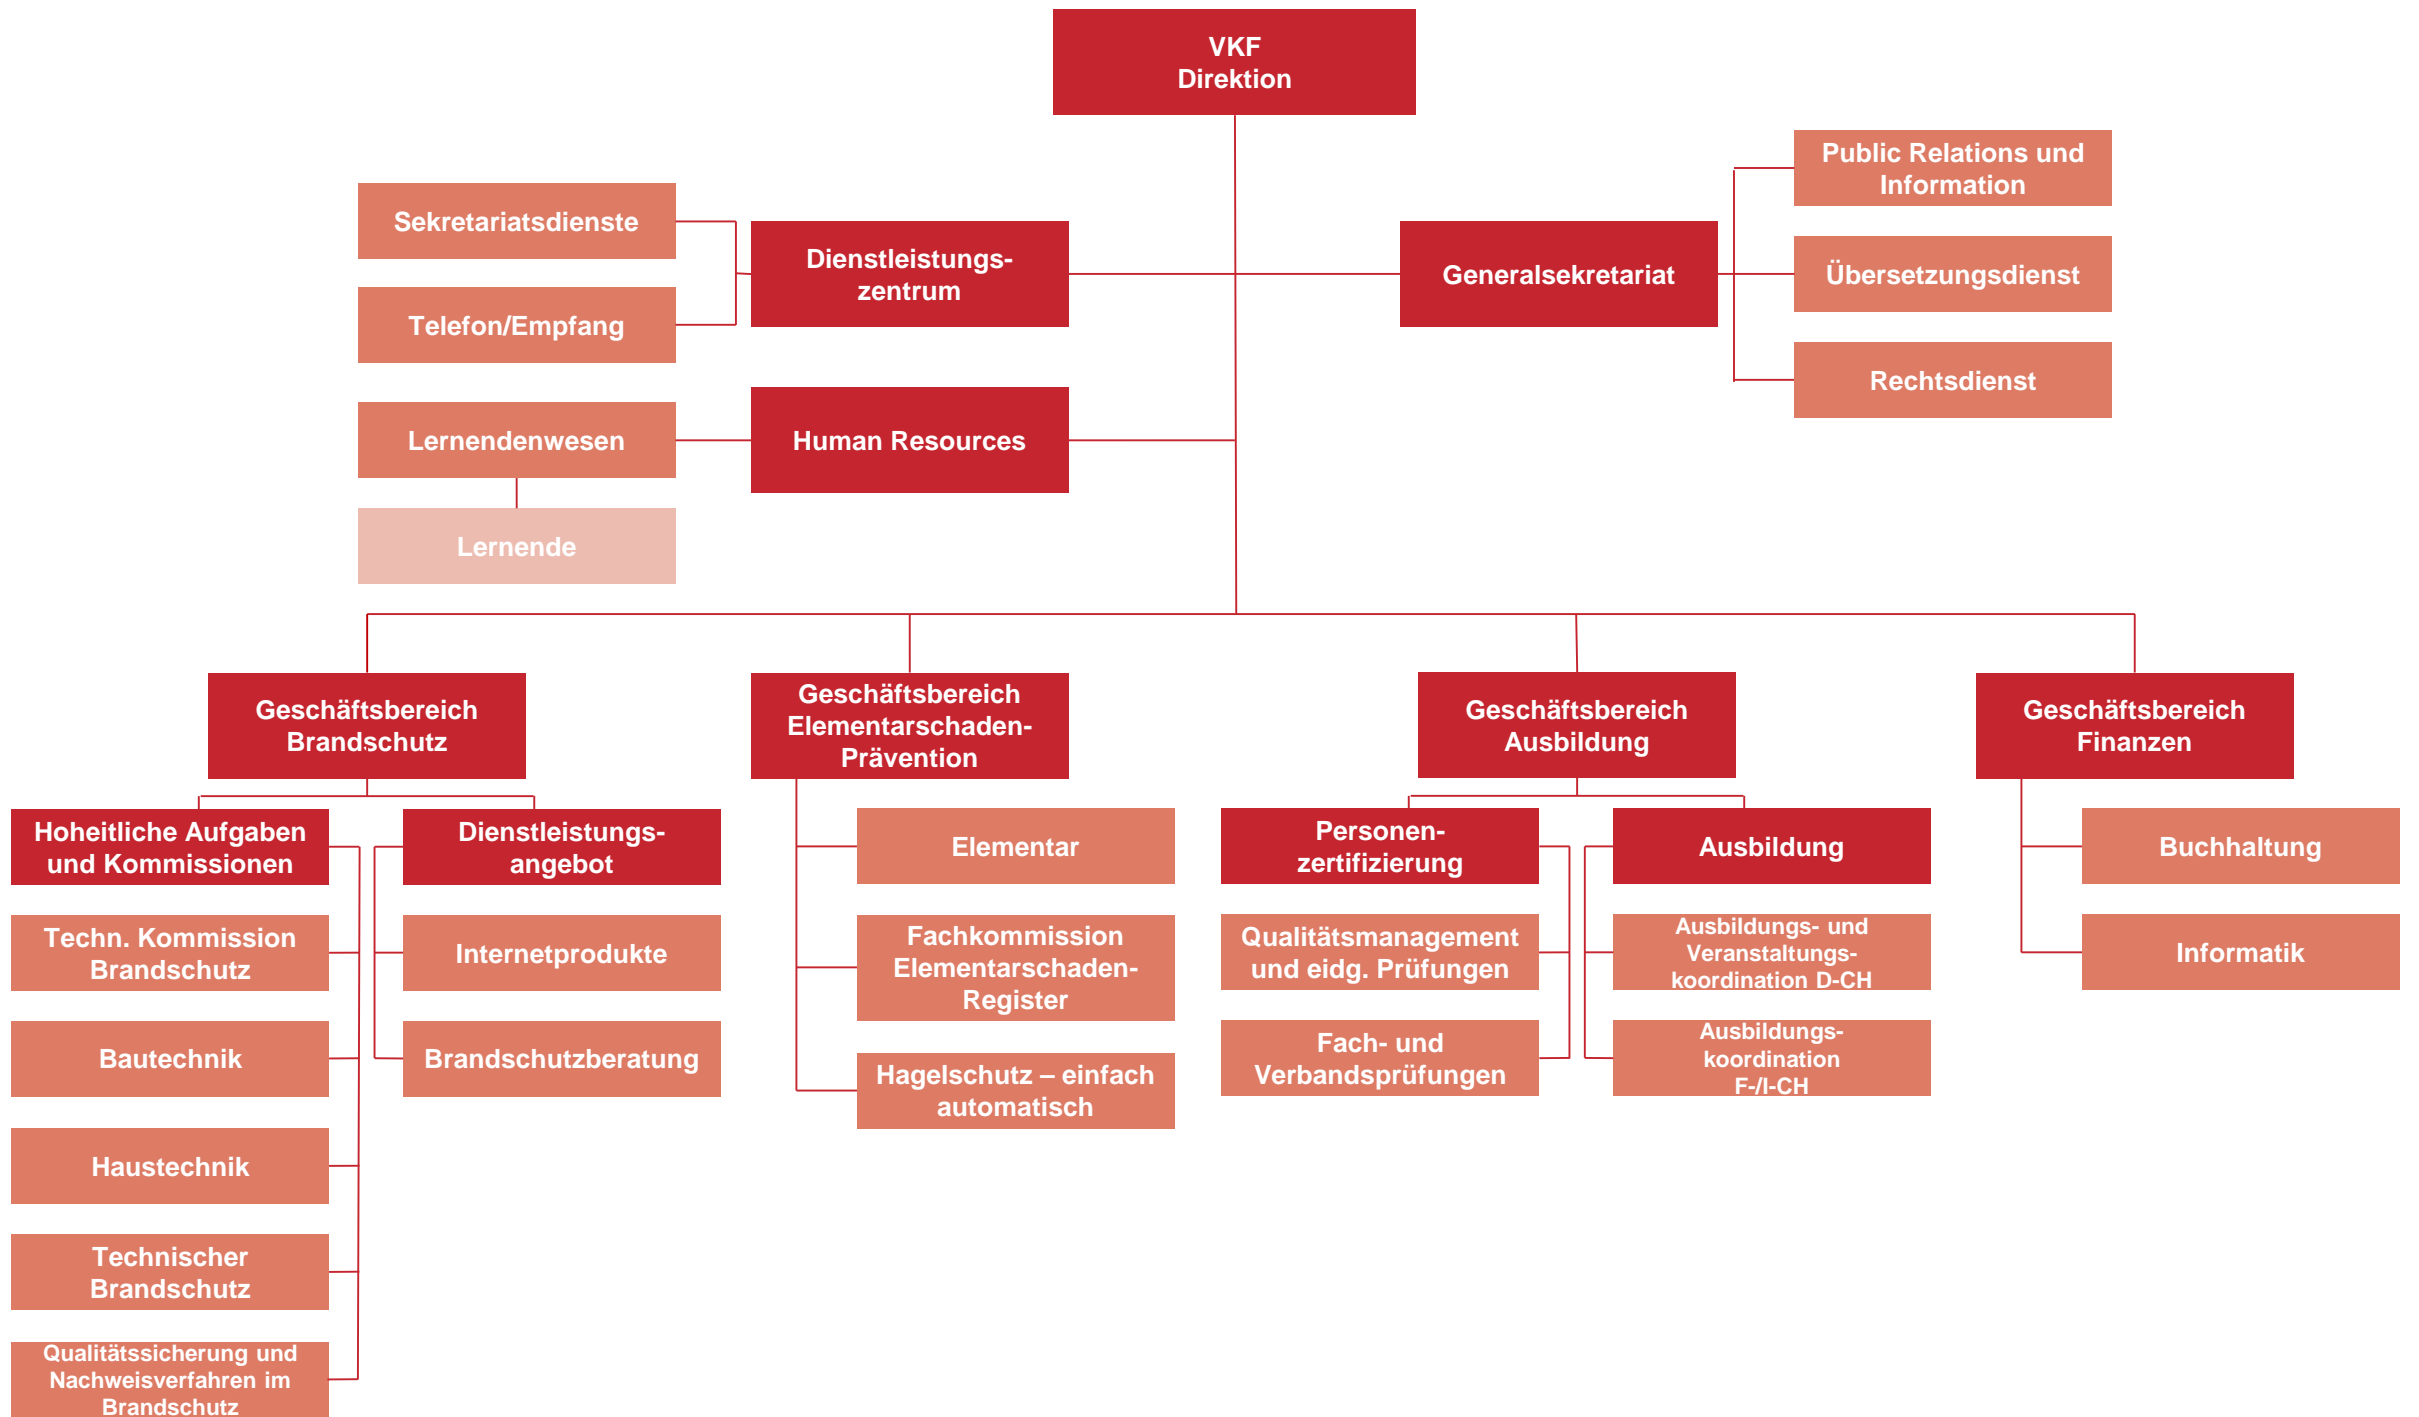 VKF
Direktion
Public Relations und
Information
Sekretariatsdienste
Dienstleistungs-
zentrum
Generalsekretariat
Übersetzungsdienst
Telefon/Empfang
Rechtsdienst
Lernendenwesen
Human Resources
Lernende
Geschäftsbereich
Brandschutz
Geschäftsbereich
Elementarschaden-
Prävention
Geschäftsbereich
Ausbildung
Geschäftsbereich
Finanzen
Hoheitliche Aufgaben
und Kommissionen
Dienstleistungs-
angebot
Elementar
Personen-
zertifizierung
Ausbildung
Buchhaltung
Techn. Kommission
Brandschutz
Internetprodukte
Fachkommission
Elementarschaden-
Register
Qualitätsmanagement
und eidg. Prüfungen
Ausbildungs- und
Veranstaltungs-
koordination D-CH
Informatik
Bautechnik
Brandschutzberatung
Hagelschutz – einfach
automatisch
Fach- und
Verbandsprüfungen
Ausbildungs-
koordination
F-/I-CH
Haustechnik
Technischer
Brandschutz
Qualitätssicherung und
Nachweisverfahren im
Brandschutz